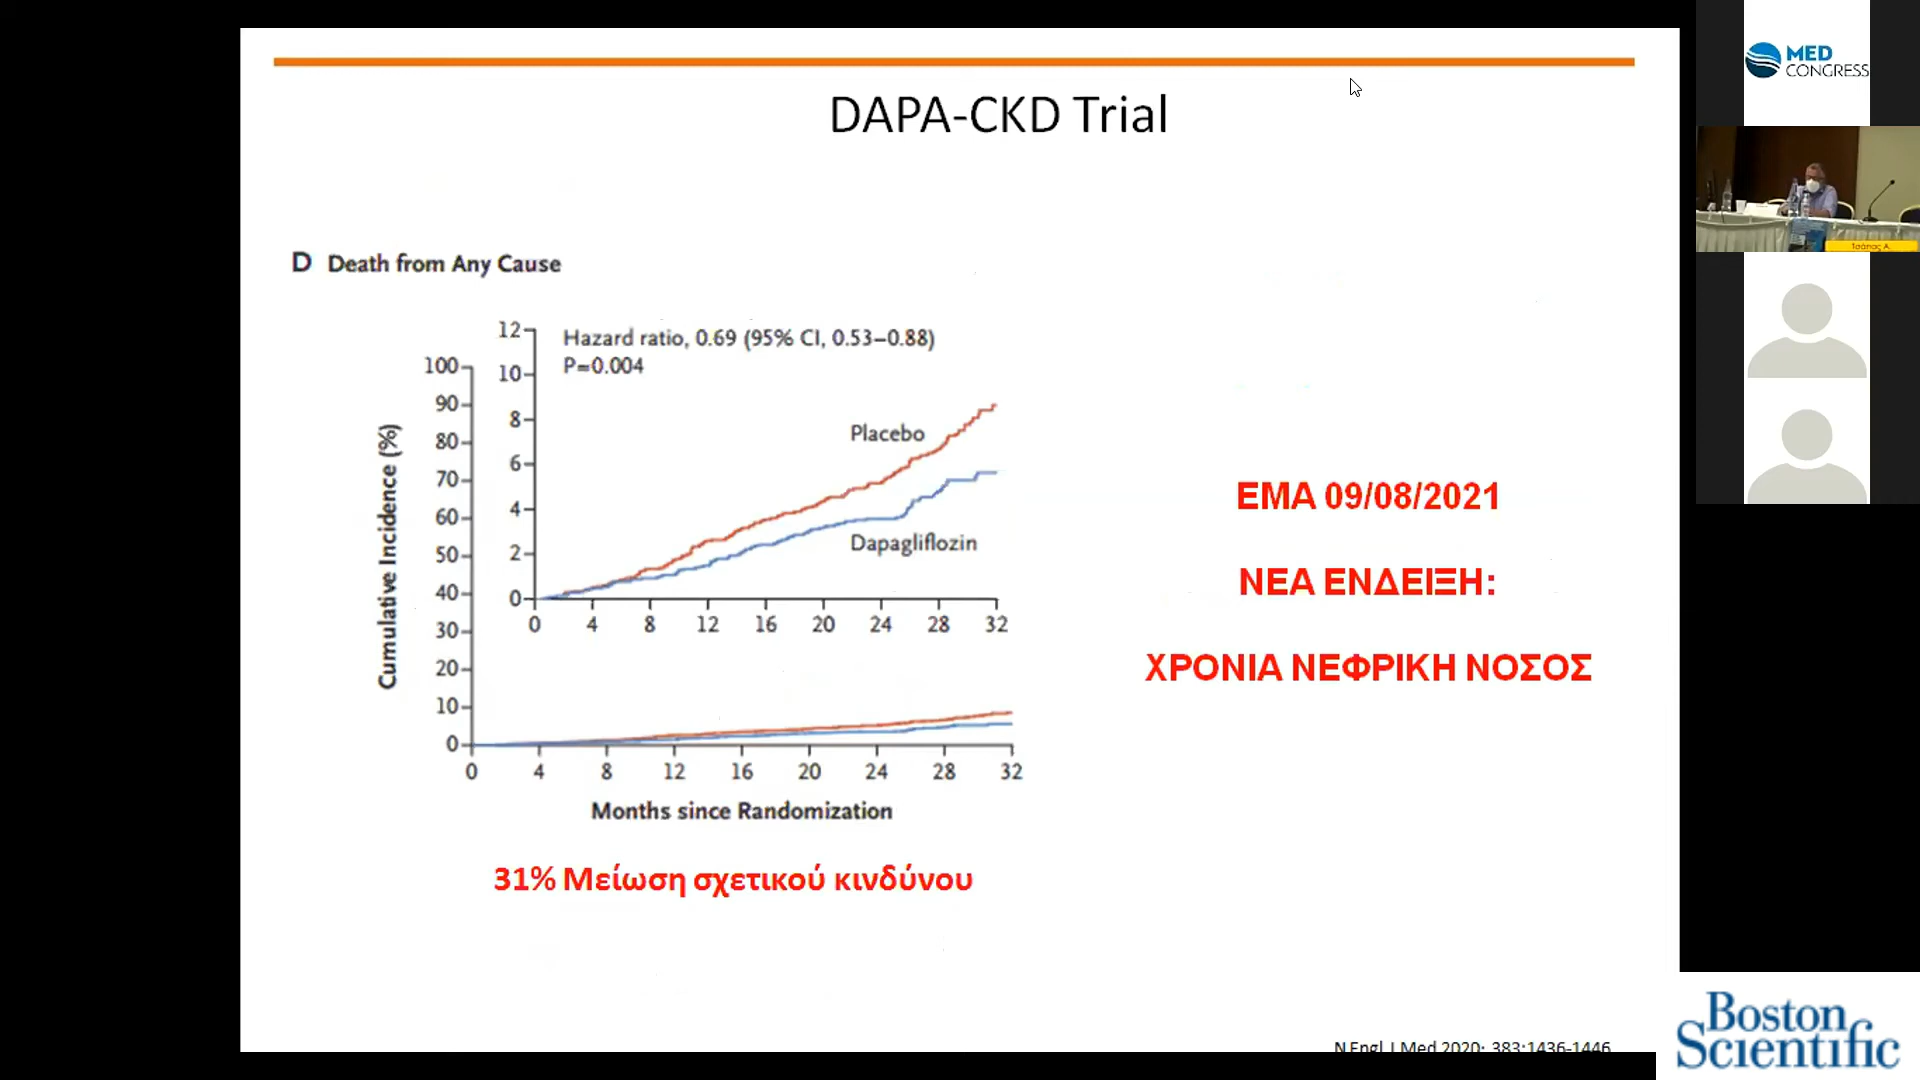 DAPA-CKD Trial
D Death from Any Cause
Hazard ratio, 0.69 (95% CI, 0.53–0.88)
P=0.004
12
10
8
6
4
2
0
0 4 8 12 16 20 24 28 32
Placebo
Dapagliflozin
Cumulative Incidence (%)
100
90
80
70
60
50
40
30
20
10
0
0 4 8 12 16 20 24 28 32
Months since Randomization
31% Μείωση σχετικού κινδύνου
EMA 09/08/2021
ΝΕΑ ΕΝΔΕΙΞΗ:
ΧΡΟΝΙΑ ΝΕΦΡΙΚΗ ΝΟΣΟΣ
N Engl J Med 2020; 383:1436-1446
MED
CONGRESS
Τσάπας Α.
Boston
Scientific